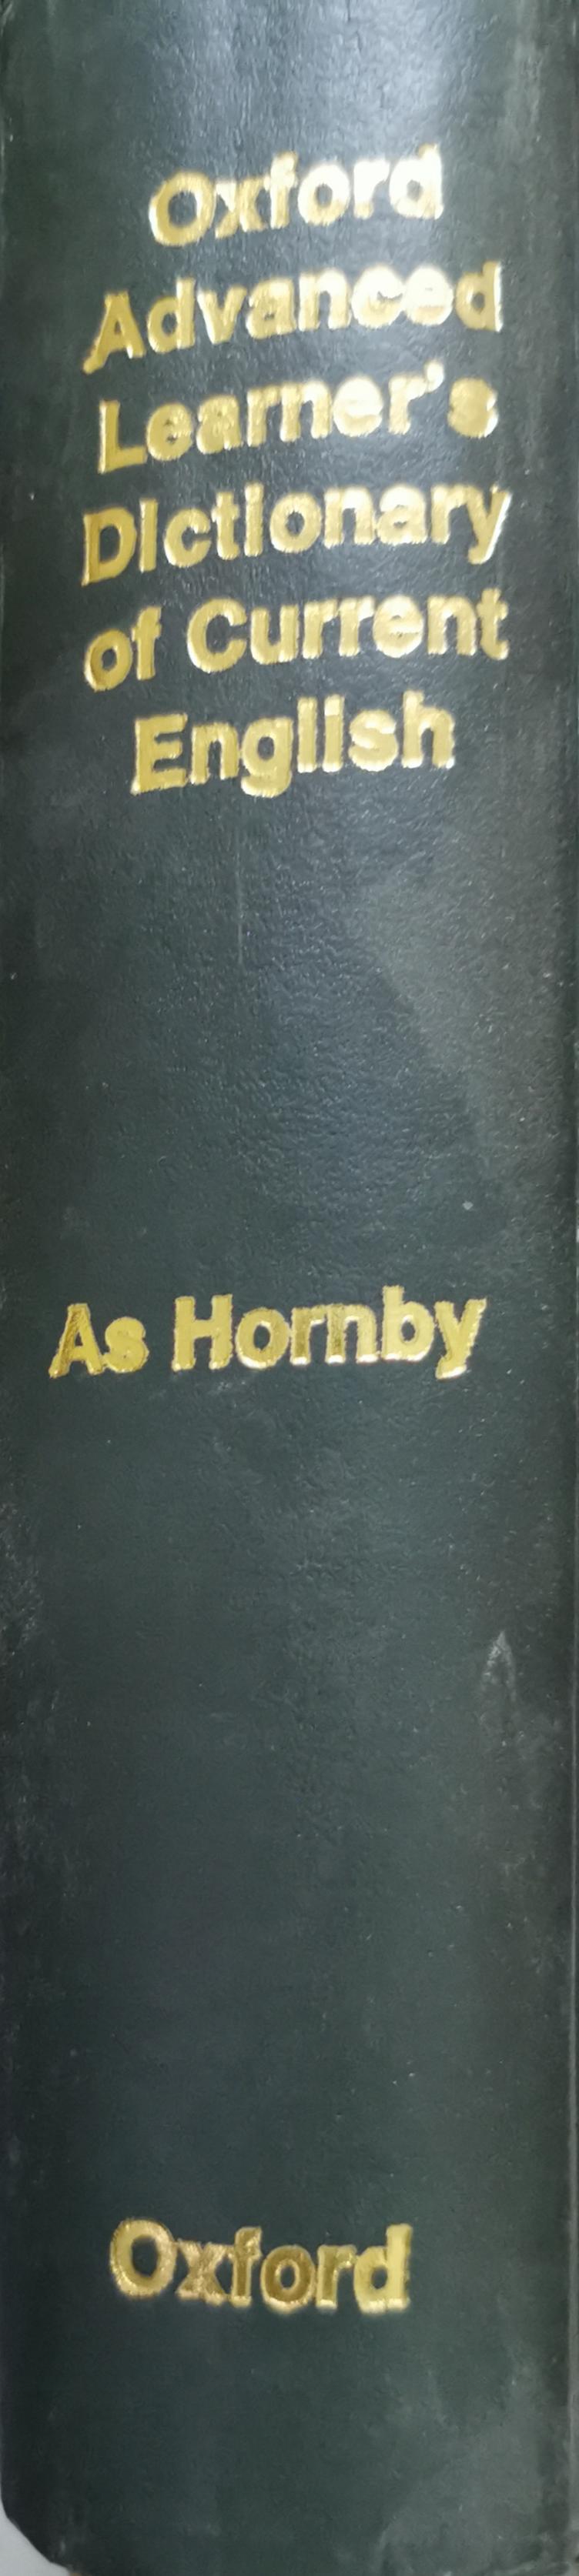 Oxford
Advanced
Learner's
Dictionary
of Current
English
As Hornby
Oxford